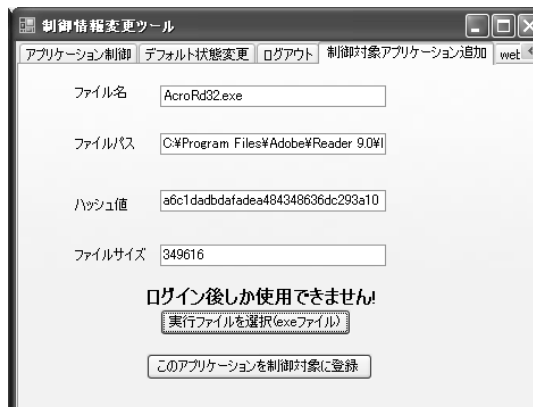 制御情報変更ツール
アプリケーション制御 デフォルト状態変更 ログアウト 制御対象アプリケーション追加 web
ファイル名 AcroRd32.exe
ファイルパス C:¥Program Files¥Adobe¥Reader 9.0¥
ハッシュ値 a6c1dadbdafadea484348636dc293a10
ファイルサイズ 349616
ログイン後しか使用できません!
実行ファイルを選択(exeファイル)
このアプリケーションを制御対象に登録